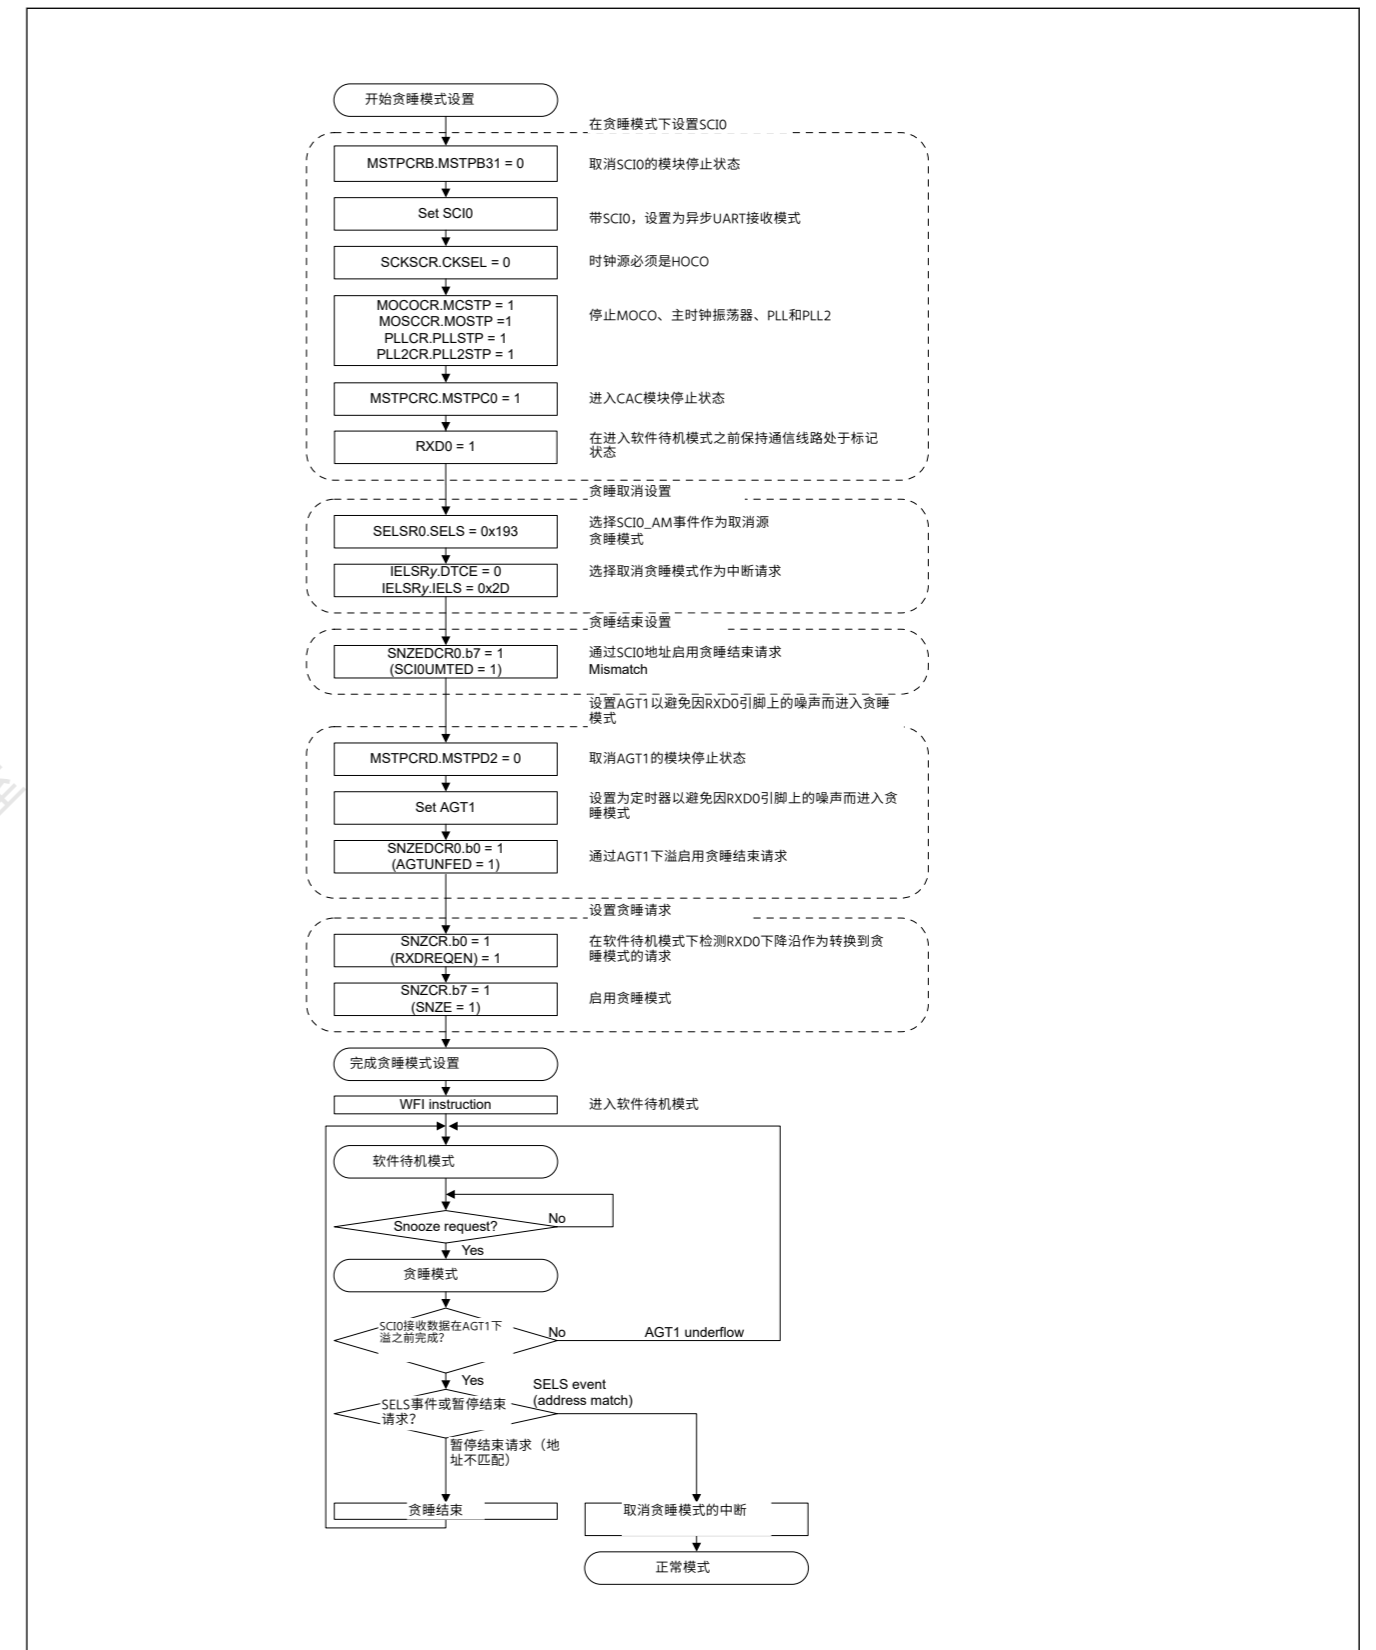 开始贪睡模式设置
在贪睡模式下设置SCI0
MSTPCRB.MSTPB31 = 0
取消SCI0的模块停止状态
Set SCI0
带SCI0，设置为异步UART接收模式
SCKSCR.CKSEL = 0
时钟源必须是HOCO
MOCOCR.MCSTP = 1
MOSCCR.MOSTP =1
PLLCR.PLLSTP = 1
PLL2CR.PLL2STP = 1
停止MOCO、主时钟振荡器、PLL和PLL2
MSTPCRC.MSTPC0 = 1
进入CAC模块停止状态
RXD0 = 1
在进入软件待机模式之前保持通信线路处于标记
状态
贪睡取消设置
SELSR0.SELS = 0x193
选择SCI0_AM事件作为取消源
贪睡模式
IELSRy.DTCE = 0
IELSRy.IELS = 0x2D
选择取消贪睡模式作为中断请求
贪睡结束设置
SNZEDCR0.b7 = 1
(SCI0UMTED = 1)
通过SCI0地址启用贪睡结束请求
Mismatch
设置AGT1以避免因RXD0引脚上的噪声而进入贪睡
模式
MSTPCRD.MSTPD2 = 0
取消AGT1的模块停止状态
Set AGT1
设置为定时器以避免因RXD0引脚上的噪声而进入贪
睡模式
SNZEDCR0.b0 = 1
(AGTUNFED = 1)
通过AGT1下溢启用贪睡结束请求
设置贪睡请求
SNZCR.b0 = 1
(RXDREQEN) = 1
在软件待机模式下检测RXD0下降沿作为转换到贪
睡模式的请求
SNZCR.b7 = 1
(SNZE = 1)
启用贪睡模式
完成贪睡模式设置
WFI instruction
进入软件待机模式
软件待机模式
Snooze request?
No
Yes
贪睡模式
SCI0接收数据在AGT1下
溢之前完成？
No
AGT1 underflow
Yes
SELS事件或暂停结束
请求？
SELS event
(address match)
暂停结束请求（地
址不匹配）
贪睡结束
取消贪睡模式的中断
正常模式